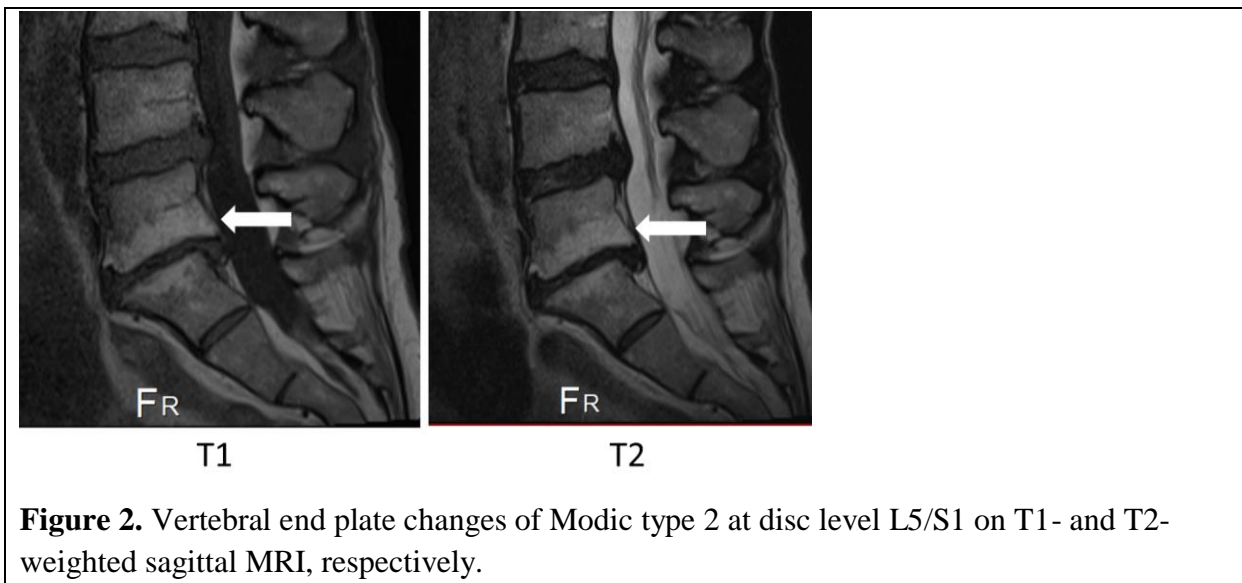 FR FR
T1 T2
Figure 2. Vertebral end plate changes of Modic type 2 at disc level L5/S1 on T1- and T2-
weighted sagittal MRI, respectively.